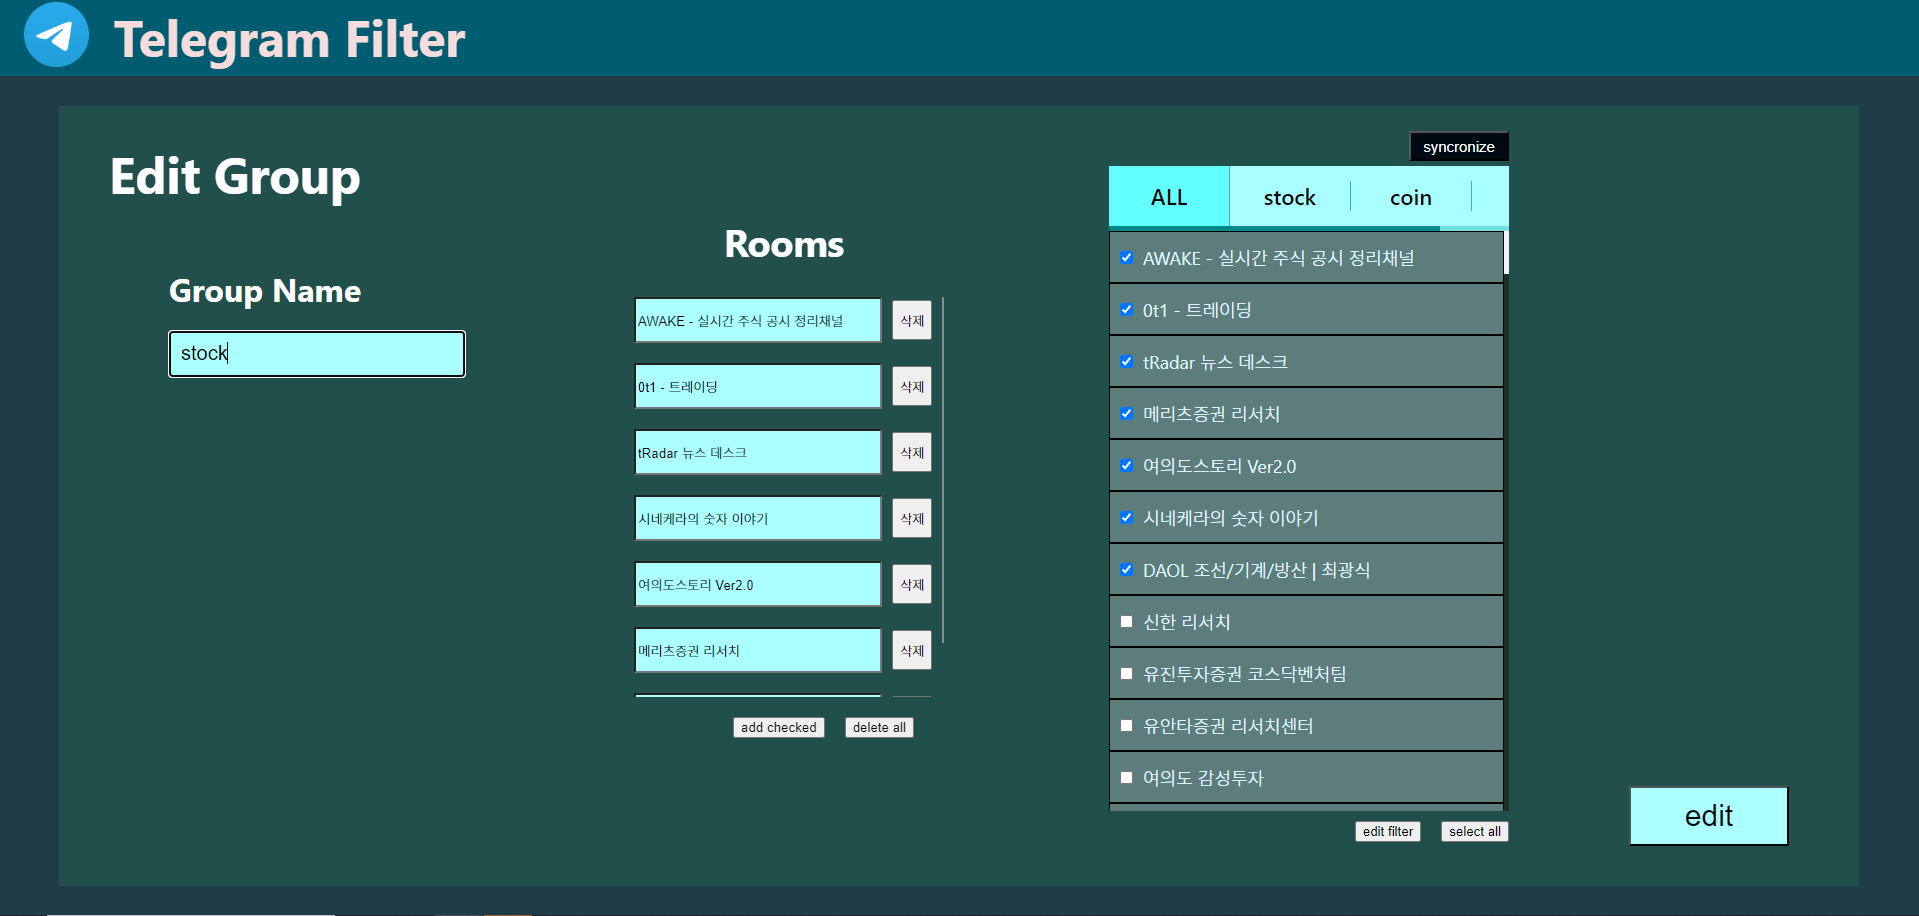 Telegram Filter
Edit Group
Group Name
stock
Rooms
AWAKE - 실시간 주식 공시 정리채널
삭제
0t1 - 트레이딩
삭제
tRadar 뉴스 데스크
삭제
시네케라의 숫자 이야기
삭제
여의도스토리 Ver2.0
삭제
메리츠증권 리서치
삭제
add checked
delete all
syncronize
ALL
stock
coin
AWAKE - 실시간 주식 공시 정리채널
0t1 - 트레이딩
tRadar 뉴스 데스크
메리츠증권 리서치
여의도스토리 Ver2.0
시네케라의 숫자 이야기
DAOL 조선/기계/방산 | 최광식
신한 리서치
유진투자증권 코스닥벤처팀
유안타증권 리서치센터
여의도 감성투자
edit filter
select all
edit